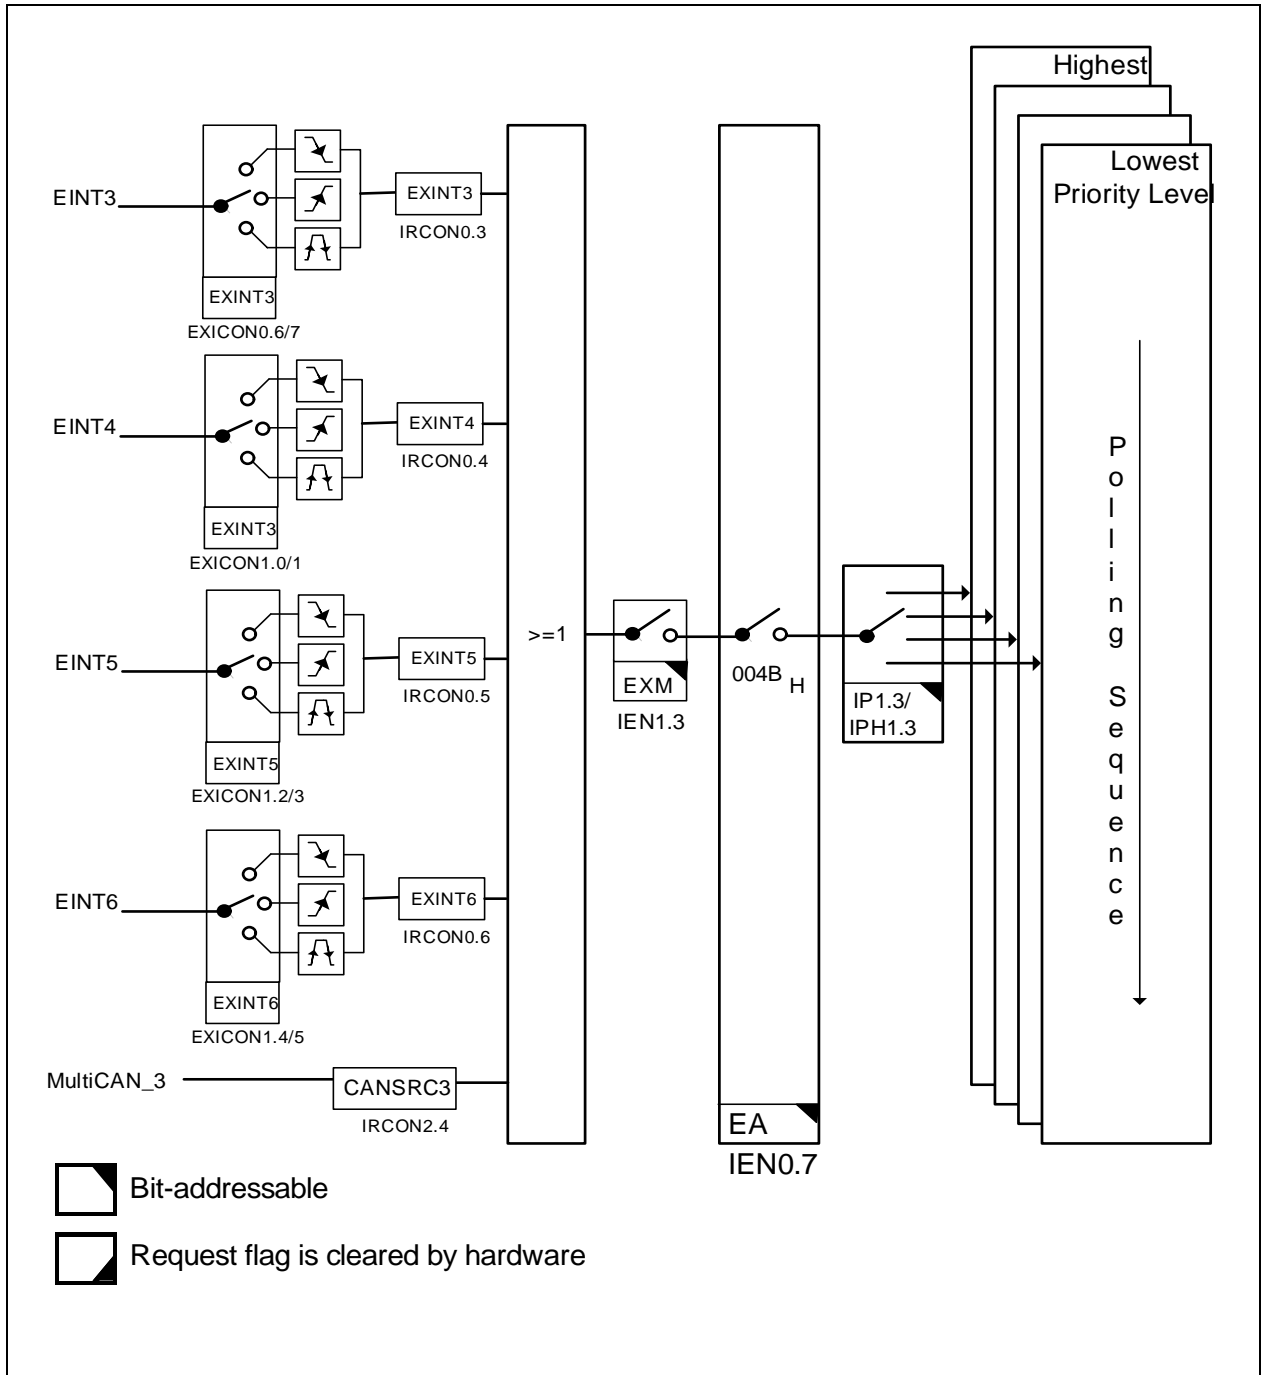 Highest
Lowest
Priority Level
EINT3
EXINT3
IRCON0.3
EXINT3
EXICON0.6/7
EINT4
EXINT4
IRCON0.4
EXINT3
EXICON1.0/1
EINT5
EXINT5
IRCON0.5
EXINT5
EXICON1.2/3
EINT6
EXINT6
IRCON0.6
EXINT6
EXICON1.4/5
MultiCAN_3
CANSRC3
IRCON2.4
>=1
EXM
IEN1.3
004B H
EA
IEN0.7
IP1.3/
IPH1.3
Polling Sequence
Bit-addressable
Request flag is cleared by hardware